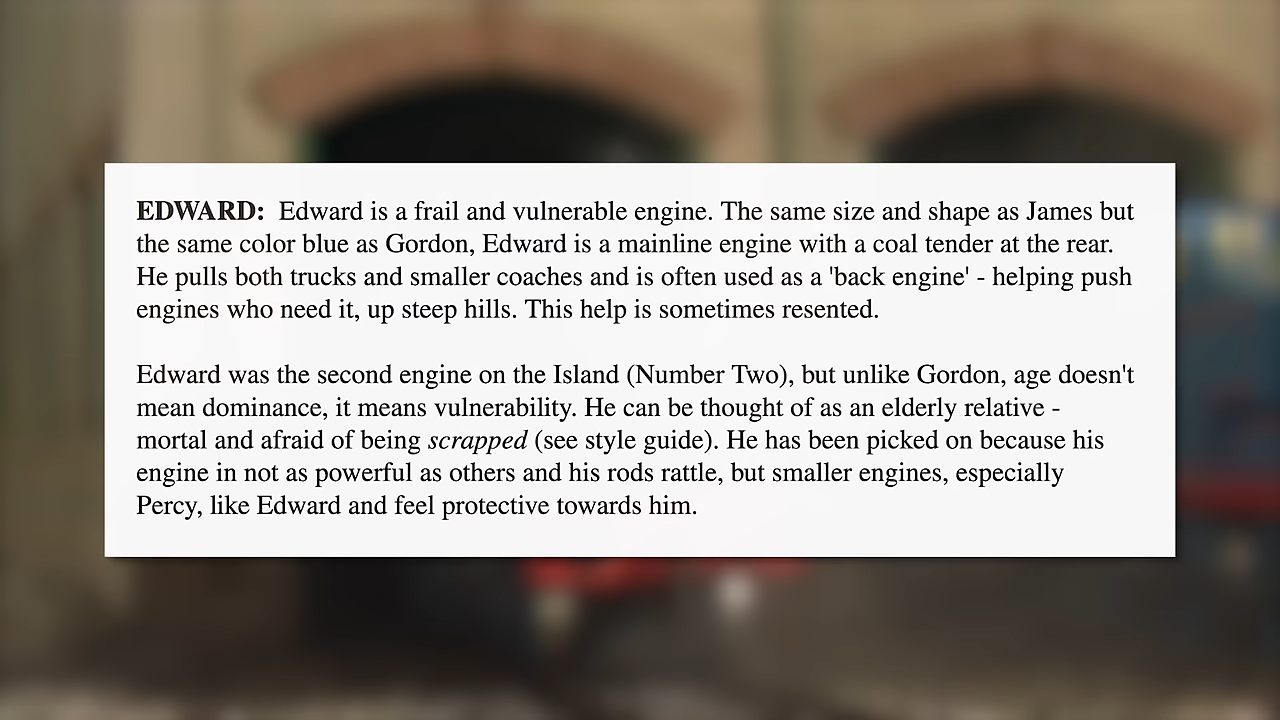 EDWARD: Edward is a frail and vulnerable engine. The same size and shape as James but
the same color blue as Gordon, Edward is a mainline engine with a coal tender at the rear.
He pulls both trucks and smaller coaches and is often used as a 'back engine' - helping push
engines who need it, up steep hills. This help is sometimes resented.
Edward was the second engine on the Island (Number Two), but unlike Gordon, age doesn't
mean dominance, it means vulnerability. He can be thought of as an elderly relative -
mortal and afraid of being scrapped (see style guide). He has been picked on because his
engine in not as powerful as others and his rods rattle, but smaller engines, especially
Percy, like Edward and feel protective towards him.